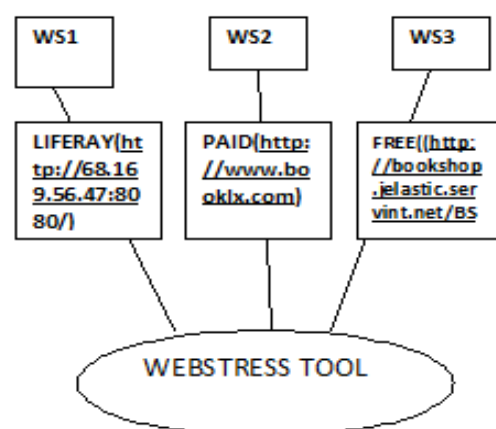 WS1
WS2
WS3
LIFERAY(ht
tp://68.16
9.56.47:80
80/)
PAID(http:
//www.bo
oklx.com)
FREE((http:
//bookshop
.jelastic.ser
vint.net/BS
WEBSTRESS TOOL